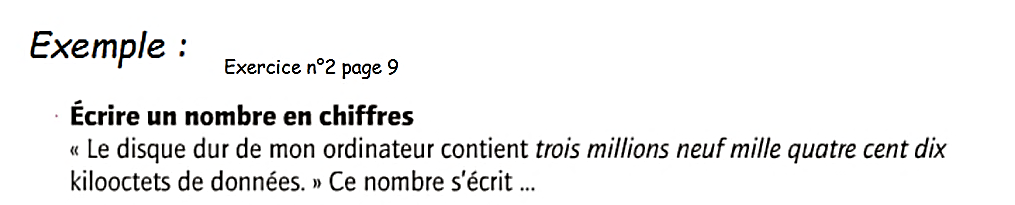 Exemple :
Exercice n°2 page 9
Écrire un nombre en chiffres
« Le disque dur de mon ordinateur contient trois millions neuf mille quatre cent dix
kilooctets de données. » Ce nombre s'écrit ...